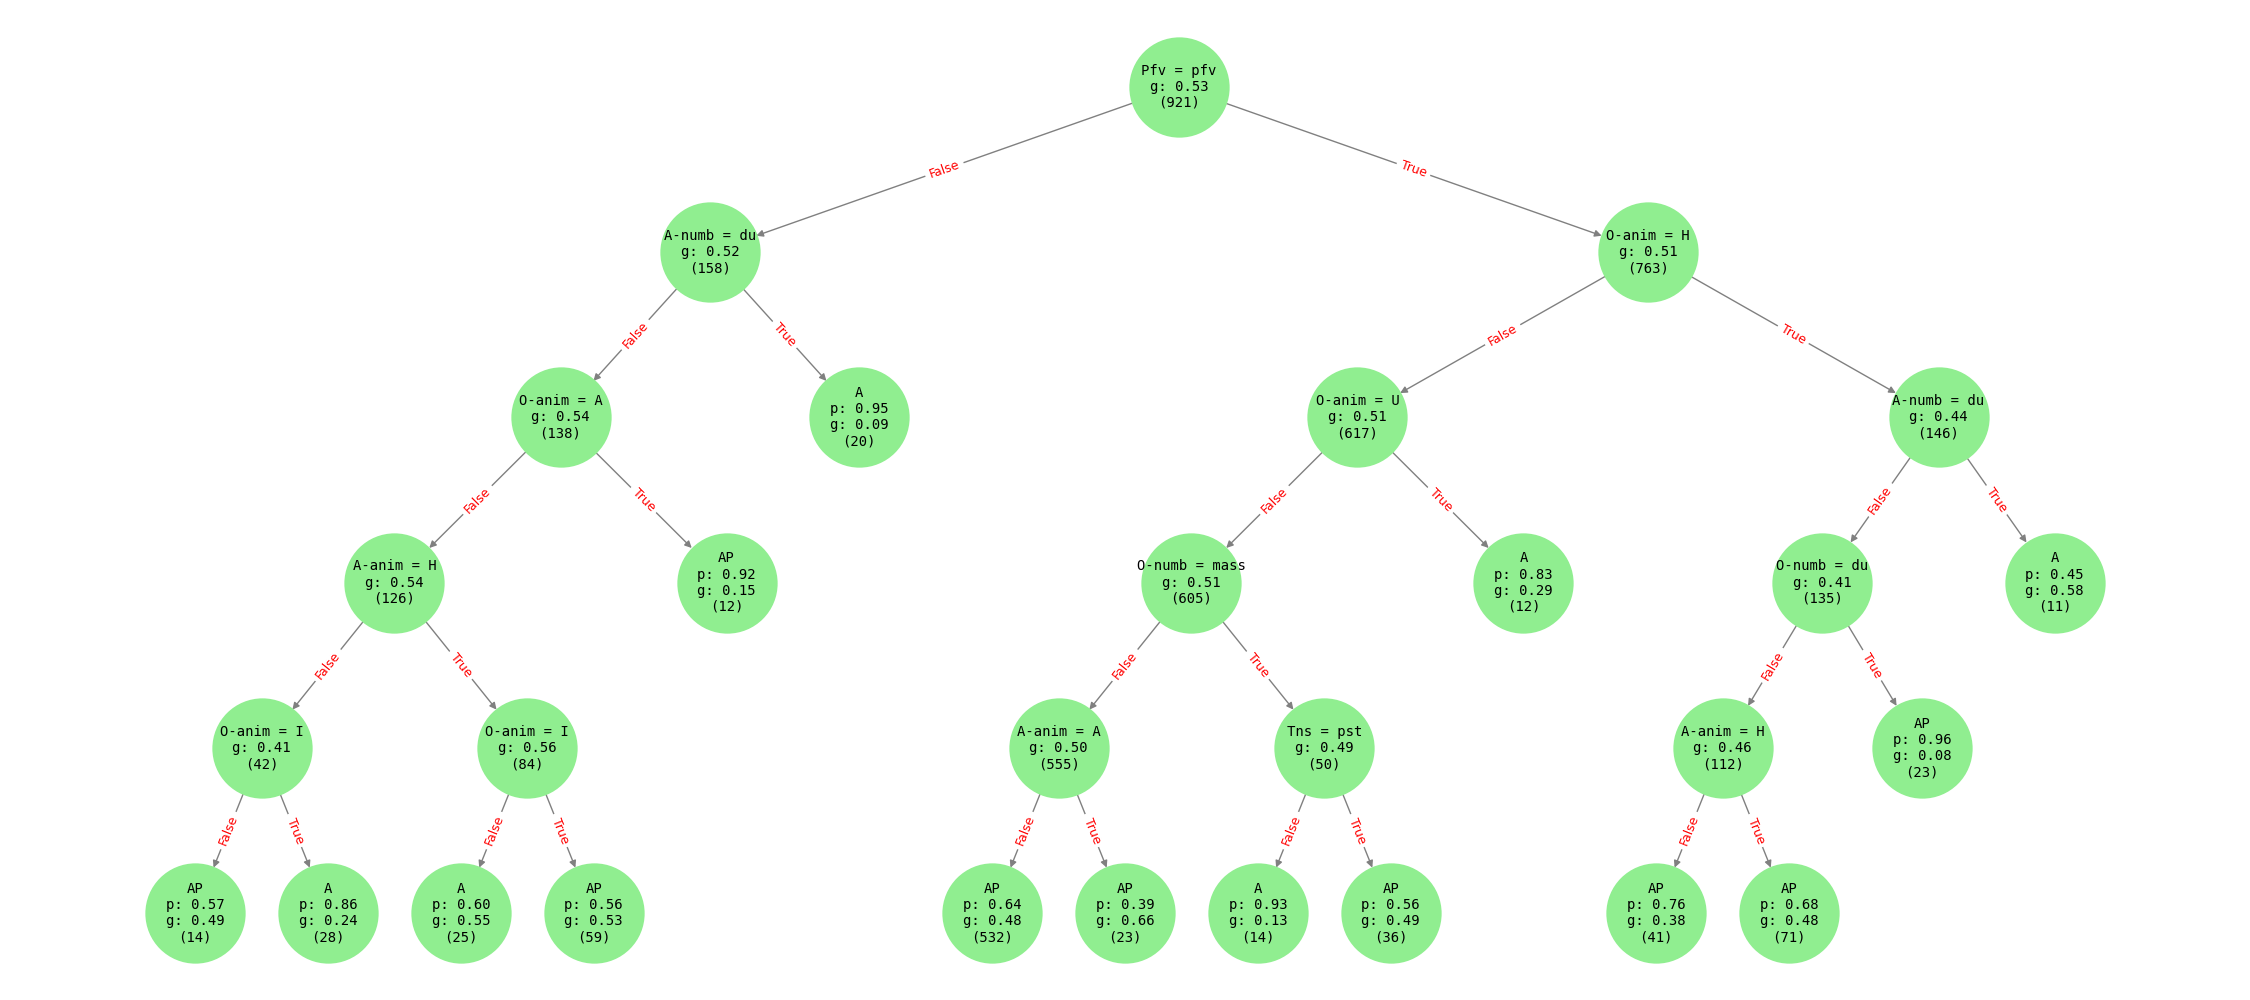 Pfv = pfv
g: 0.53
(921)
False
True
A-numb = du
g: 0.52
(158)
O-anim = H
g: 0.51
(763)
False
True
False
True
O-anim = A
g: 0.54
(138)
A
p: 0.95
g: 0.09
(20)
O-anim = U
g: 0.51
(617)
A-numb = du
g: 0.44
(146)
False
True
False
True
False
True
A-anim = H
g: 0.54
(126)
AP
p: 0.92
g: 0.15
(12)
O-numb = mass
g: 0.51
(605)
A
p: 0.83
g: 0.29
(12)
O-numb = du
g: 0.41
(135)
A
p: 0.45
g: 0.58
(11)
False
True
False
True
False
True
O-anim = I
g: 0.41
(42)
O-anim = I
g: 0.56
(84)
A-anim = A
g: 0.50
(555)
Tns = pst
g: 0.49
(50)
A-anim = H
g: 0.46
(112)
AP
p: 0.96
g: 0.08
(23)
False
True
False
True
False
True
False
True
False
True
AP
p: 0.57
g: 0.49
(14)
A
p: 0.86
g: 0.24
(28)
A
p: 0.60
g: 0.55
(25)
AP
p: 0.56
g: 0.53
(59)
AP
p: 0.64
g: 0.48
(532)
AP
p: 0.39
g: 0.66
(23)
A
p: 0.93
g: 0.13
(14)
AP
p: 0.56
g: 0.49
(36)
AP
p: 0.76
g: 0.38
(41)
AP
p: 0.68
g: 0.48
(71)